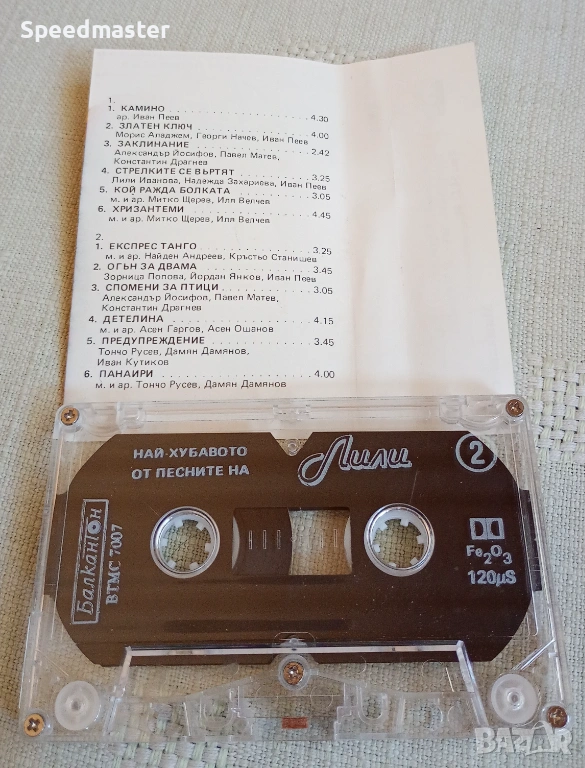 Speedmaster
1.
1. КАМИНО 4.30
ар. Иван Пеев
2. ЗЛАТЕН КЛЮЧ 4.00
Морис Аладжем, Георги Начев, Иван Пеев
3. ЗАКЛИНАНИЕ 2.42
Александър Йосифов, Павел Матев,
Константин Драгнев
4. СТРЕЛКИТЕ СЕ ВЪРТЯТ 3.25
Лили Иванова, Надежда Захариева, Иван Пеев
5. КОЙ РАЖДА БОЛКАТА 3.05
м. и ар. Митко Щерев, Иля Велчев
6. ХРИЗАНТЕМИ 4.45
м. и ар. Митко Щерев, Иля Велчев
2.
1. ЕКСПРЕС ТАНГО 3.25
м. и ар. Найден Андреев, Кръстьо Станишев
2. ОГЪН ЗА ДВАМА 3.45
Зорница Попова, Йордан Янков, Иван Пеев
3. СПОМЕНИ ЗА ПТИЦИ 3.05
Александър Йосифов, Павел Матев,
Константин Драгнев
4. ДЕТЕЛИНА 4.15
м. и ар. Асен Гаргов, Асен Ошанов
5. ПРЕДУПРЕЖДЕНИЕ 3.45
Тончо Русев, Дамян Дамянов,
Иван Кутиков
6. ПАНАИРИ 4.00
м. и ар. Тончо Русев, Дамян Дамянов
НАЙ-ХУБАВОТО
ОТ ПЕСНИТЕ НА
Лили
2
Балкантон
ВТМС 7007
Fe2O3
120µS
BAZAR